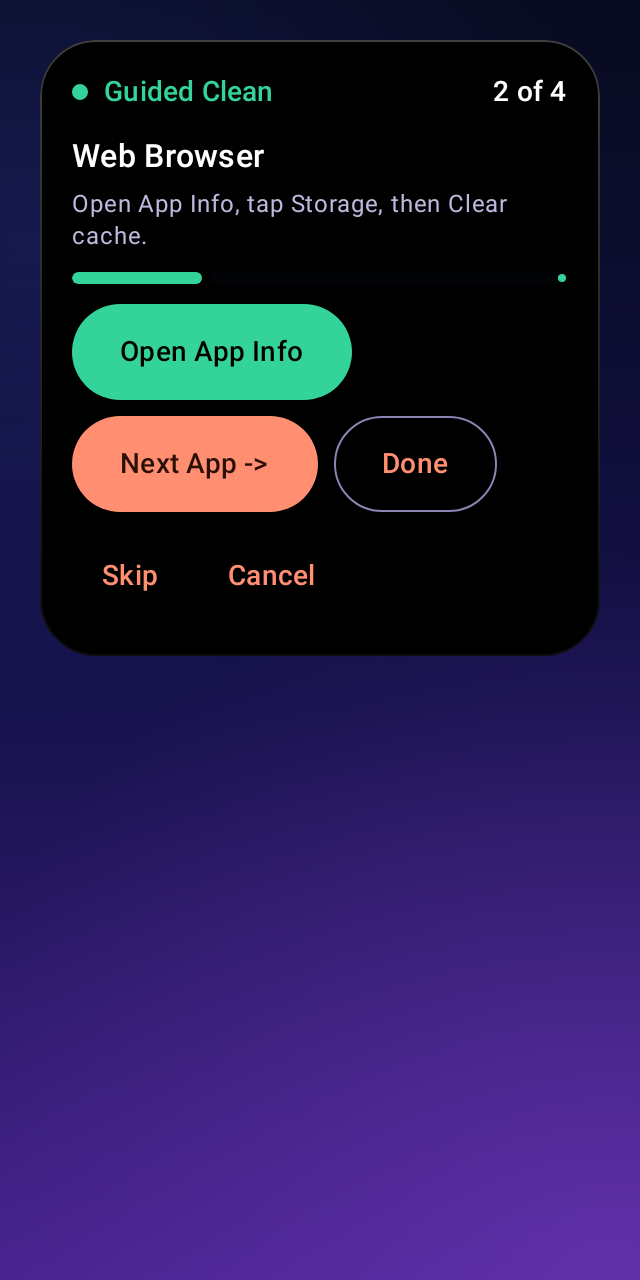 Guided Clean
2 of 4
Web Browser
Open App Info, tap Storage, then Clear
cache.
Open App Info
Next App ->
Done
Skip
Cancel